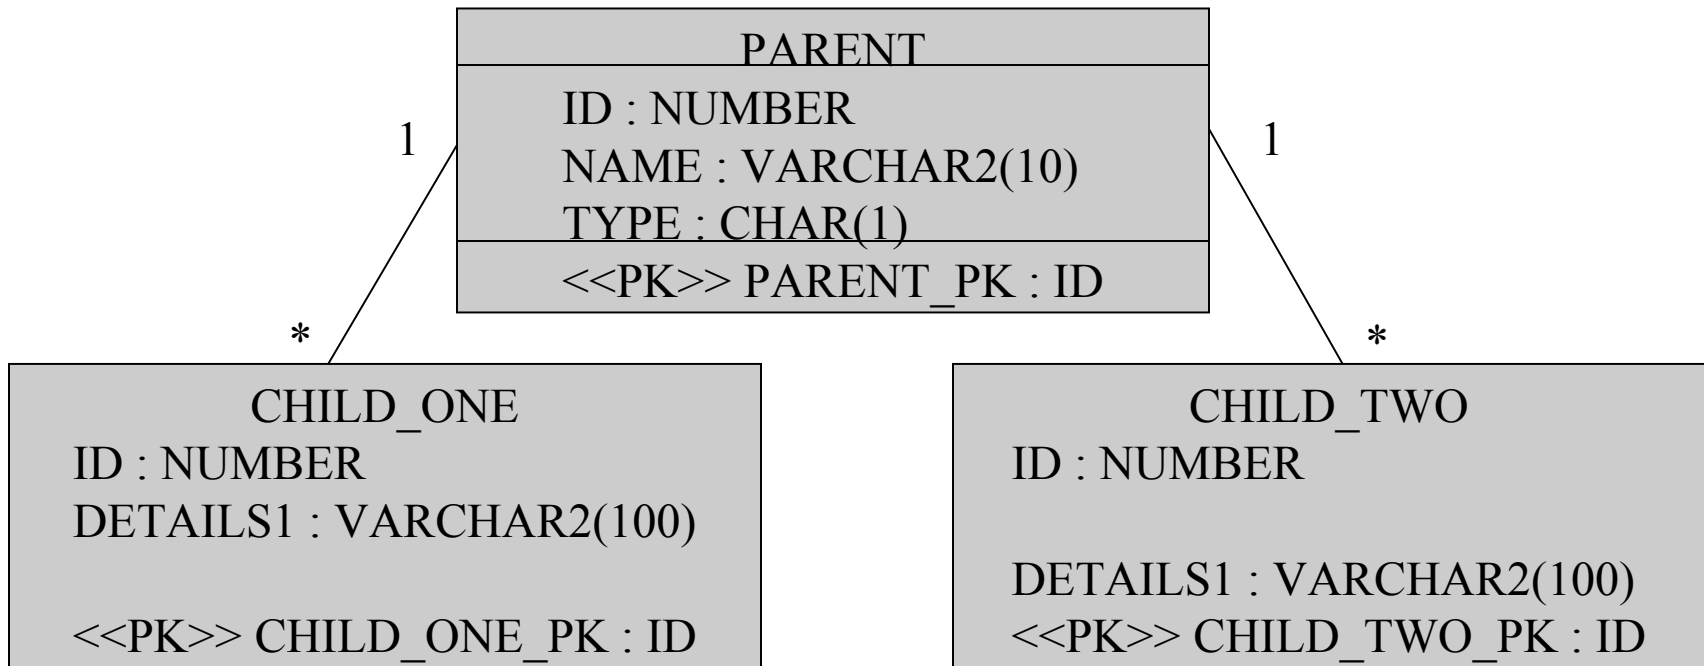 PARENT
ID : NUMBER
NAME : VARCHAR2(10)
TYPE : CHAR(1)
<<PK>> PARENT_PK : ID
1
1
*
*
CHILD_ONE
ID : NUMBER
DETAILS1 : VARCHAR2(100)
<<PK>> CHILD_ONE_PK : ID
CHILD_TWO
ID : NUMBER
DETAILS1 : VARCHAR2(100)
<<PK>> CHILD_TWO_PK : ID